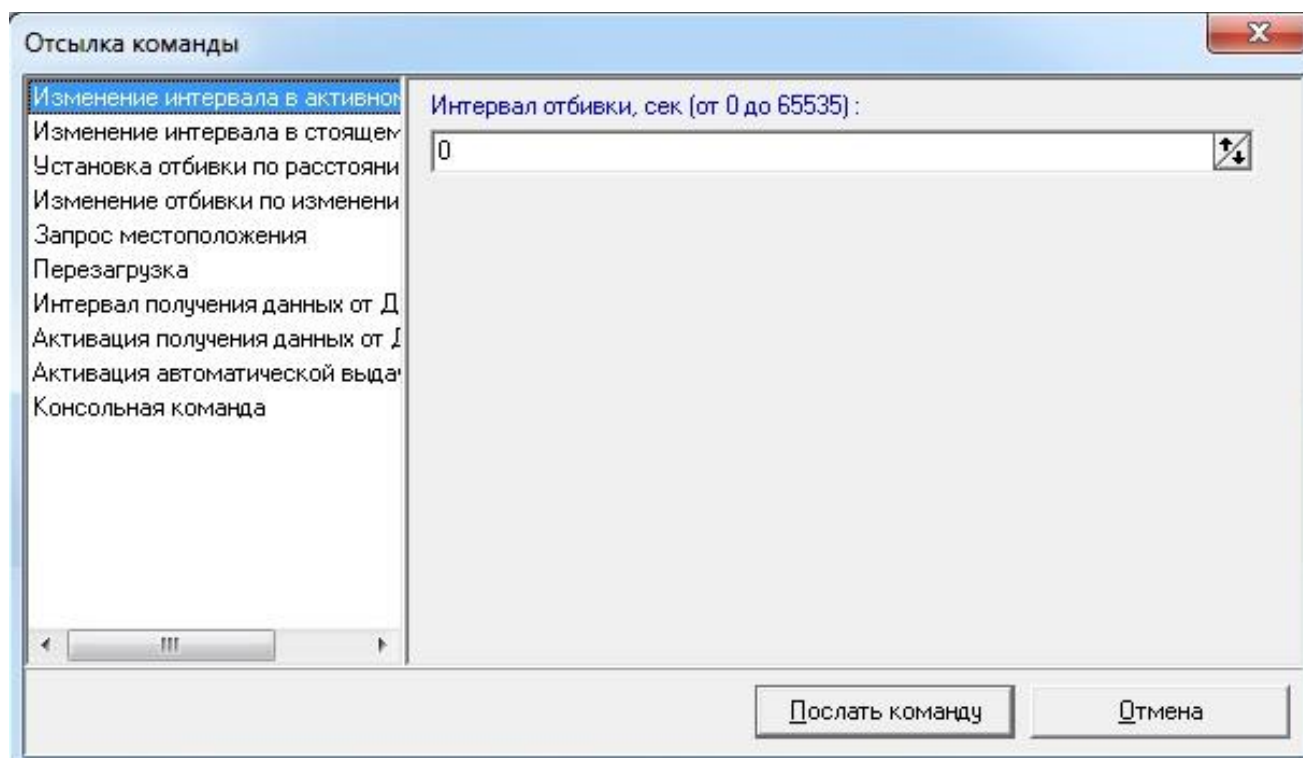 Отсылка команды
Изменение интервала в активном
Изменение интервала в стоящем
Установка отбивки по расстояни
Изменение отбивки по изменени
Запрос местоположения
Перезагрузка
Интервал получения данных от Д
Активация получения данных от Д
Активация автоматической выдач
Консольная команда
Интервал отбивки, сек (от 0 до 65535) :
0
Послать команду
Отмена